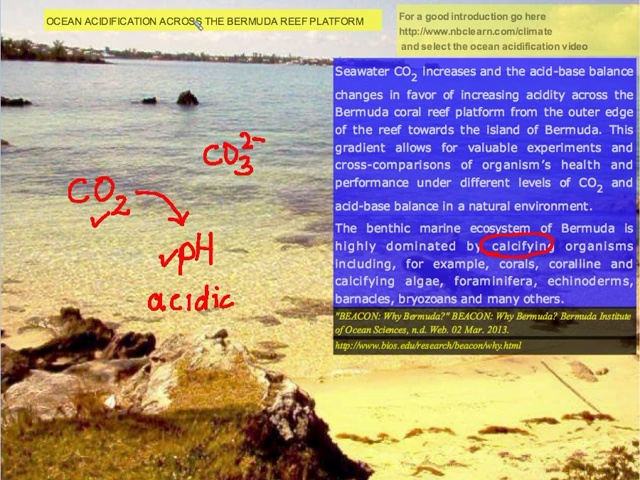 OCEAN ACIDIFICATION ACROSS THE BERMUDA REEF PLATFORM
For a good introduction go here
http://www.nbclearn.com/climate
and select the ocean acidification video
Seawater CO2 increases and the acid-base balance
changes in favor of increasing acidity across the
Bermuda coral reef platform from the outer edge
of the reef towards the island of Bermuda. This
gradient allows for valuable experiments and
cross-comparisons of organism's health and
performance under different levels of CO2 and
acid-base balance in a natural environment.
The benthic marine ecosystem of Bermuda is
highly dominated by calcifying organisms
including, for example, corals, coralline and
calcifying algae, foraminifera, echinoderms,
barnacles, bryozoans and many others.
"BEACON: Why Bermuda?" BEACON: Why Bermuda? Bermuda Institute
of Ocean Sciences, n.d. Web. 02 Mar. 2013.
http://www.bios.edu/research/beacon/why.html
CO3 2-
CO2
pH
acidic